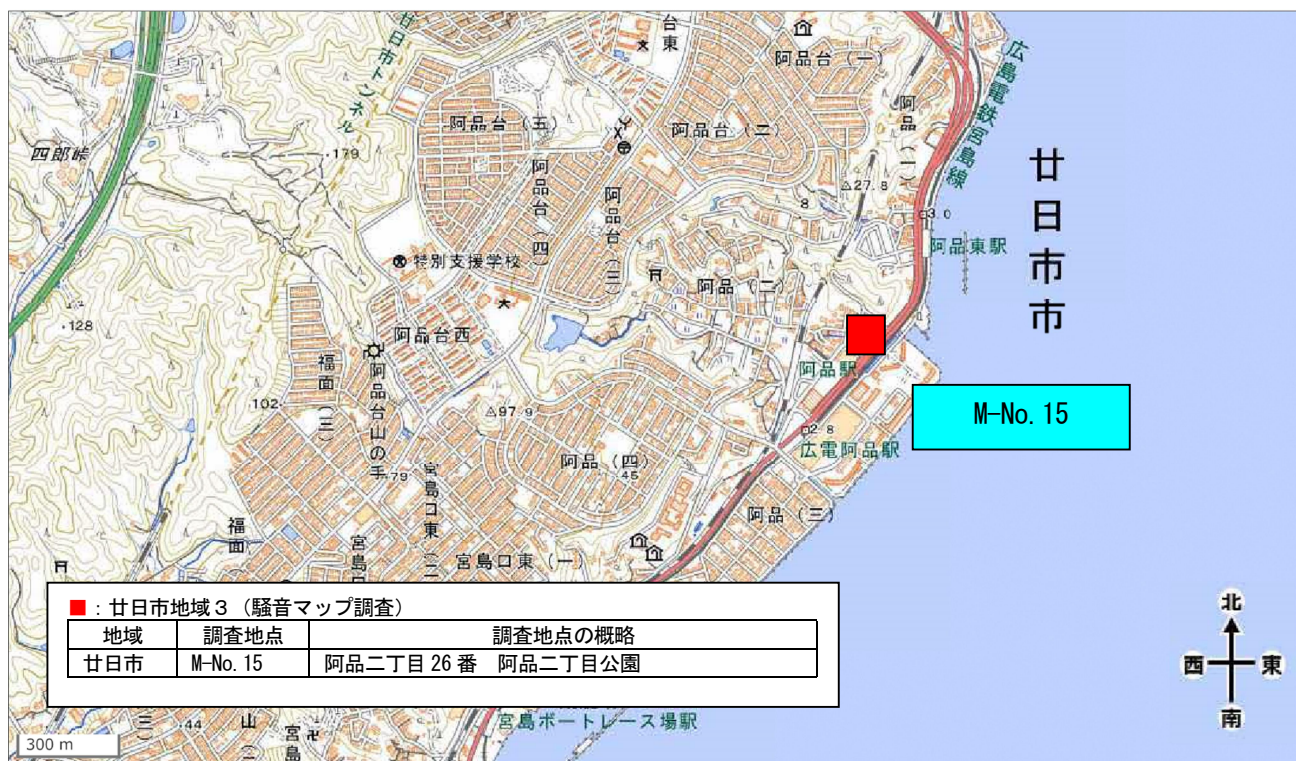 廿日市トンネル
台東
阿品台(一)
広島電鉄宮島線
阿品台(五)
阿品台(二)
阿品(一)
四郎峠
・179
廿日市市
阿品台(四)
阿品台(三)
△27.8
8
3.0
特別支援学校
阿品(二)
阿品東駅
・128
阿品台西
福面(三)
阿品台山の手
阿品駅
102
△97.9
M-No.15
2.8
広電阿品駅
阿品(四)
79
45
宮島口東(二)
阿品(三)
福面
宮島口東(一)
■:廿日市地域3(騒音マップ調査)
地域 調査地点 調査地点の概略
廿日市 M-No.15 阿品二丁目26番 阿品二丁目公園
北
西 東
南
宮島ボートレース場駅
・44
300 m